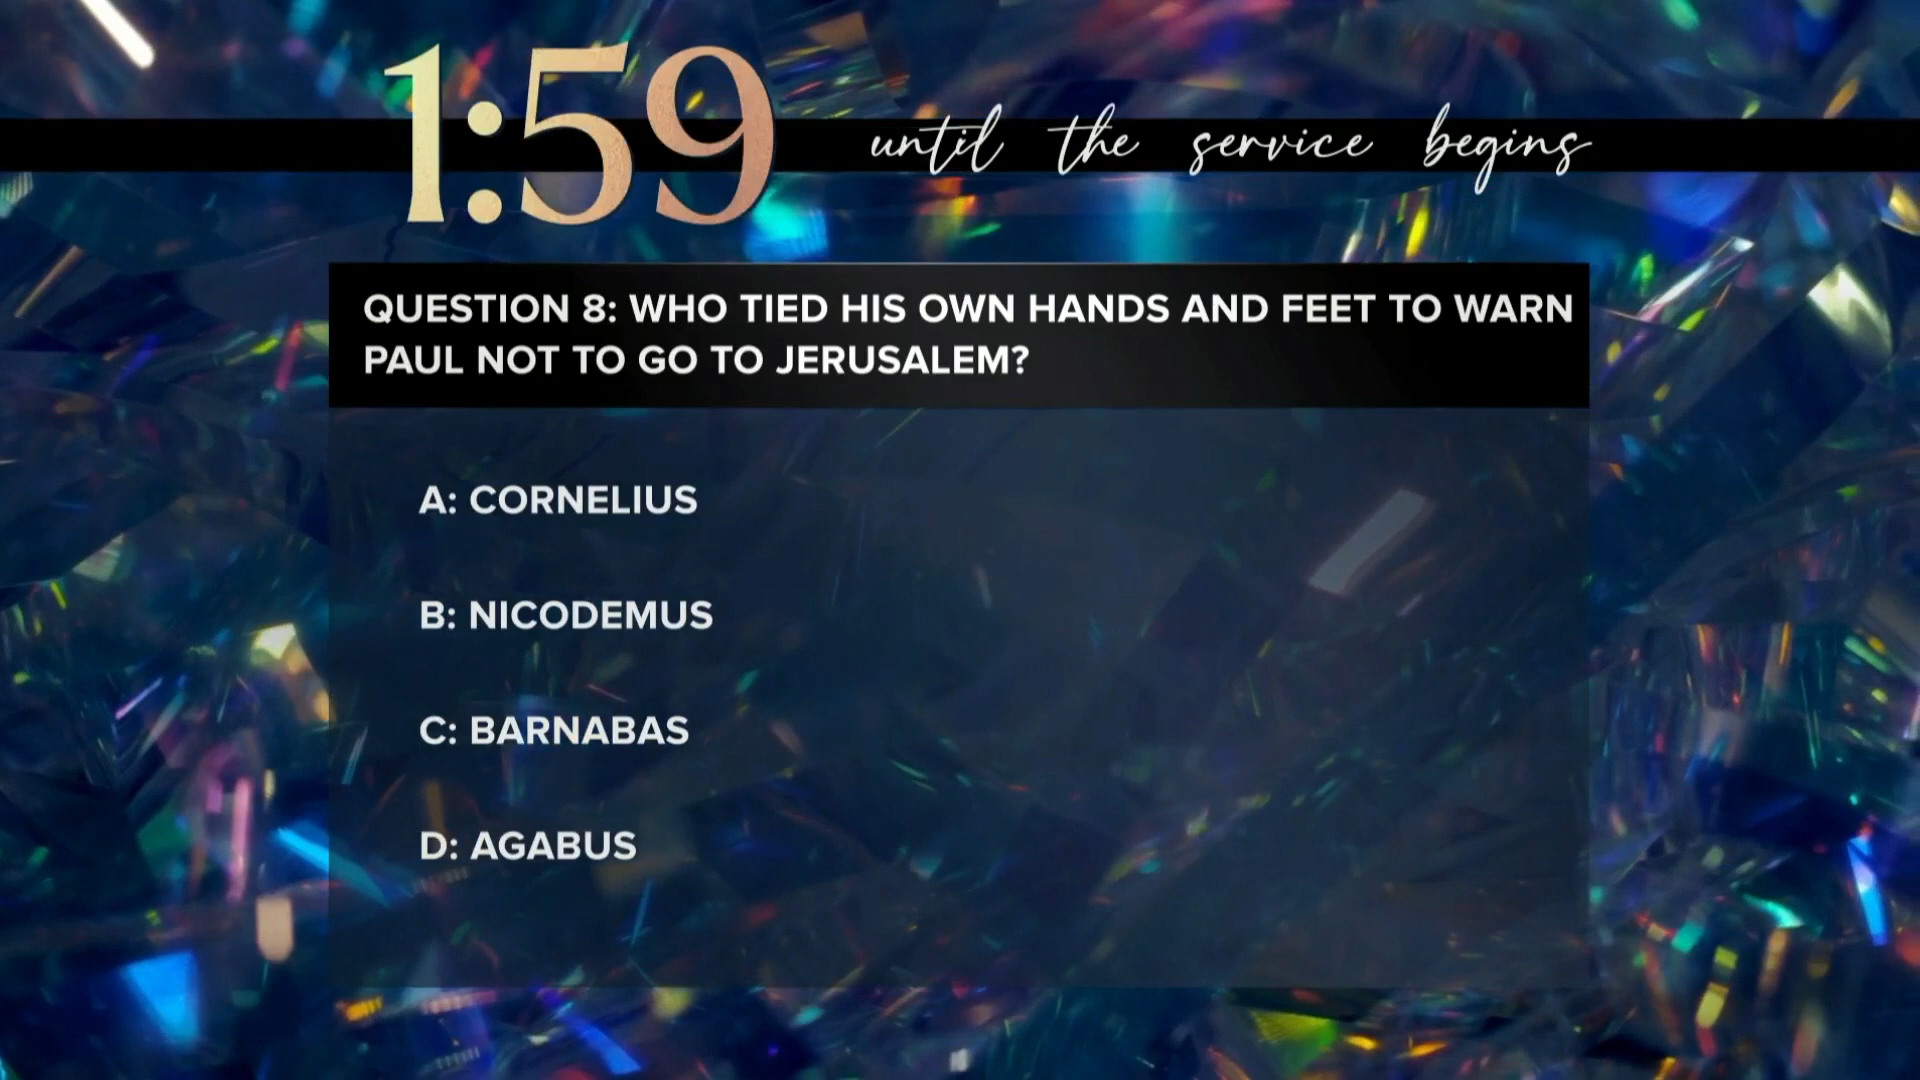 1:59 until the service begins
QUESTION 8: WHO TIED HIS OWN HANDS AND FEET TO WARN
PAUL NOT TO GO TO JERUSALEM?
A: CORNELIUS
B: NICODEMUS
C: BARNABAS
D: AGABUS